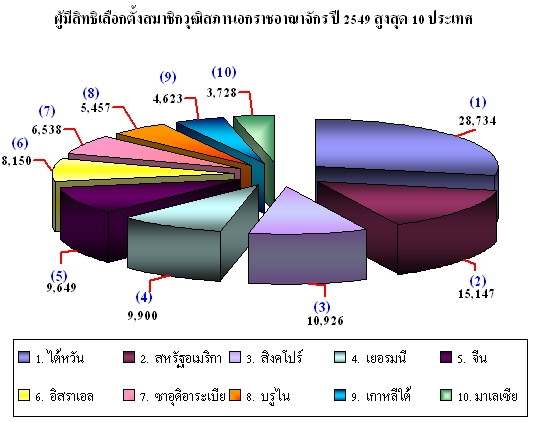 ผู้มีสิทธิเลือกตั้งสมาชิกวุฒิสภานอกราชอาณาจักร ปี 2549 สูงสุด 10 ประเทศ
(10)
3,728
(9)
4,623
(8)
5,457
(7)
6,538
(6)
8,150
(1)
28,734
(5)
9,649
(4)
9,900
(3)
10,926
(2)
15,147
1. ไต้หวัน
2. สหรัฐอเมริกา
3. สิงคโปร์
4. เยอรมนี
5. จีน
6. อิสราเอล
7. ซาอุดิอาระเบีย
8. บรูไน
9. เกาหลีใต้
10. มาเลเซีย